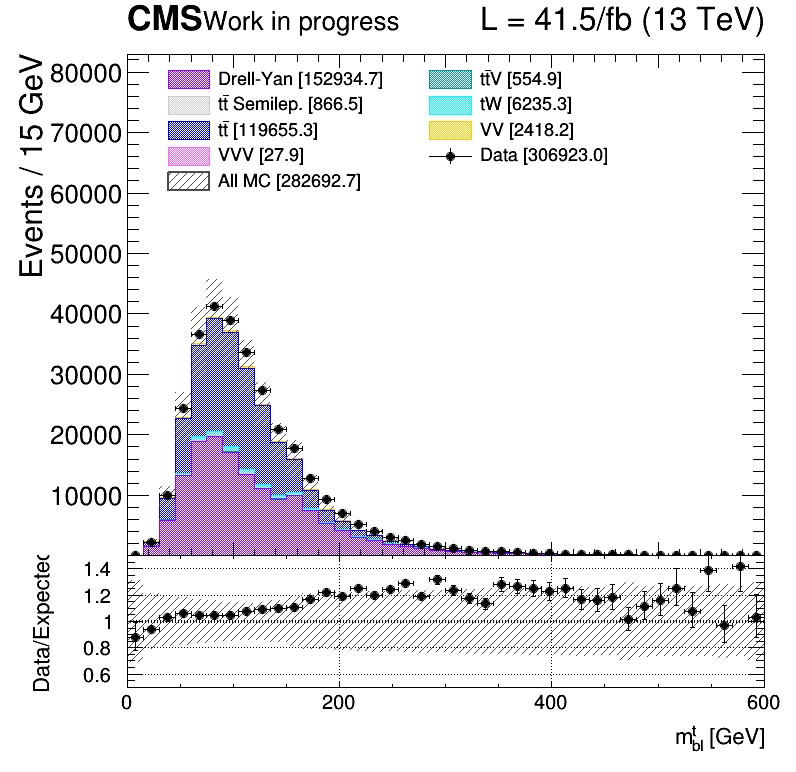 CMS Work in progress L = 41.5/fb (13 TeV)
Events / 15 GeV
80000
70000
60000
50000
40000
30000
20000
10000
Drell-Yan [152934.7]
tt̄ Semilep. [866.5]
tt̄ [119655.3]
VVV [27.9]
All MC [282692.7]
tt̄V [554.9]
tW [6235.3]
VV [2418.2]
Data [306923.0]
Data/Expected
1.4
1.2
1
0.8
0.6
0 200 400 600
m^t_bl [GeV]